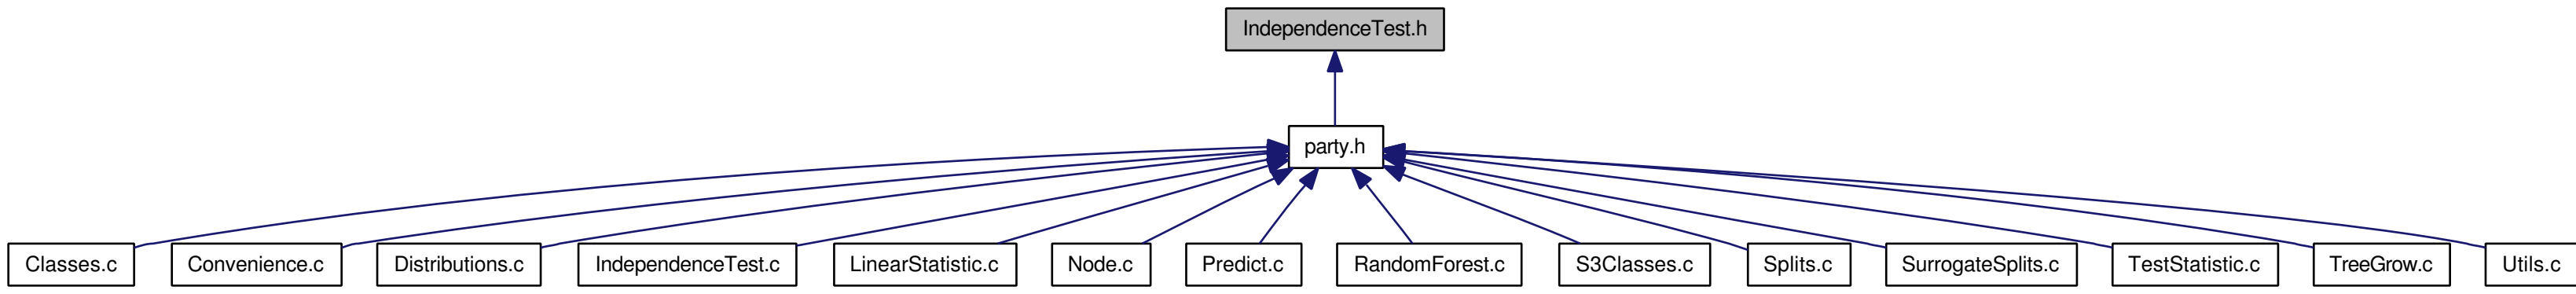 IndependenceTest.h
party.h
Classes.c
Convenience.c
Distributions.c
IndependenceTest.c
LinearStatistic.c
Node.c
Predict.c
RandomForest.c
S3Classes.c
Splits.c
SurrogateSplits.c
TestStatistic.c
TreeGrow.c
Utils.c